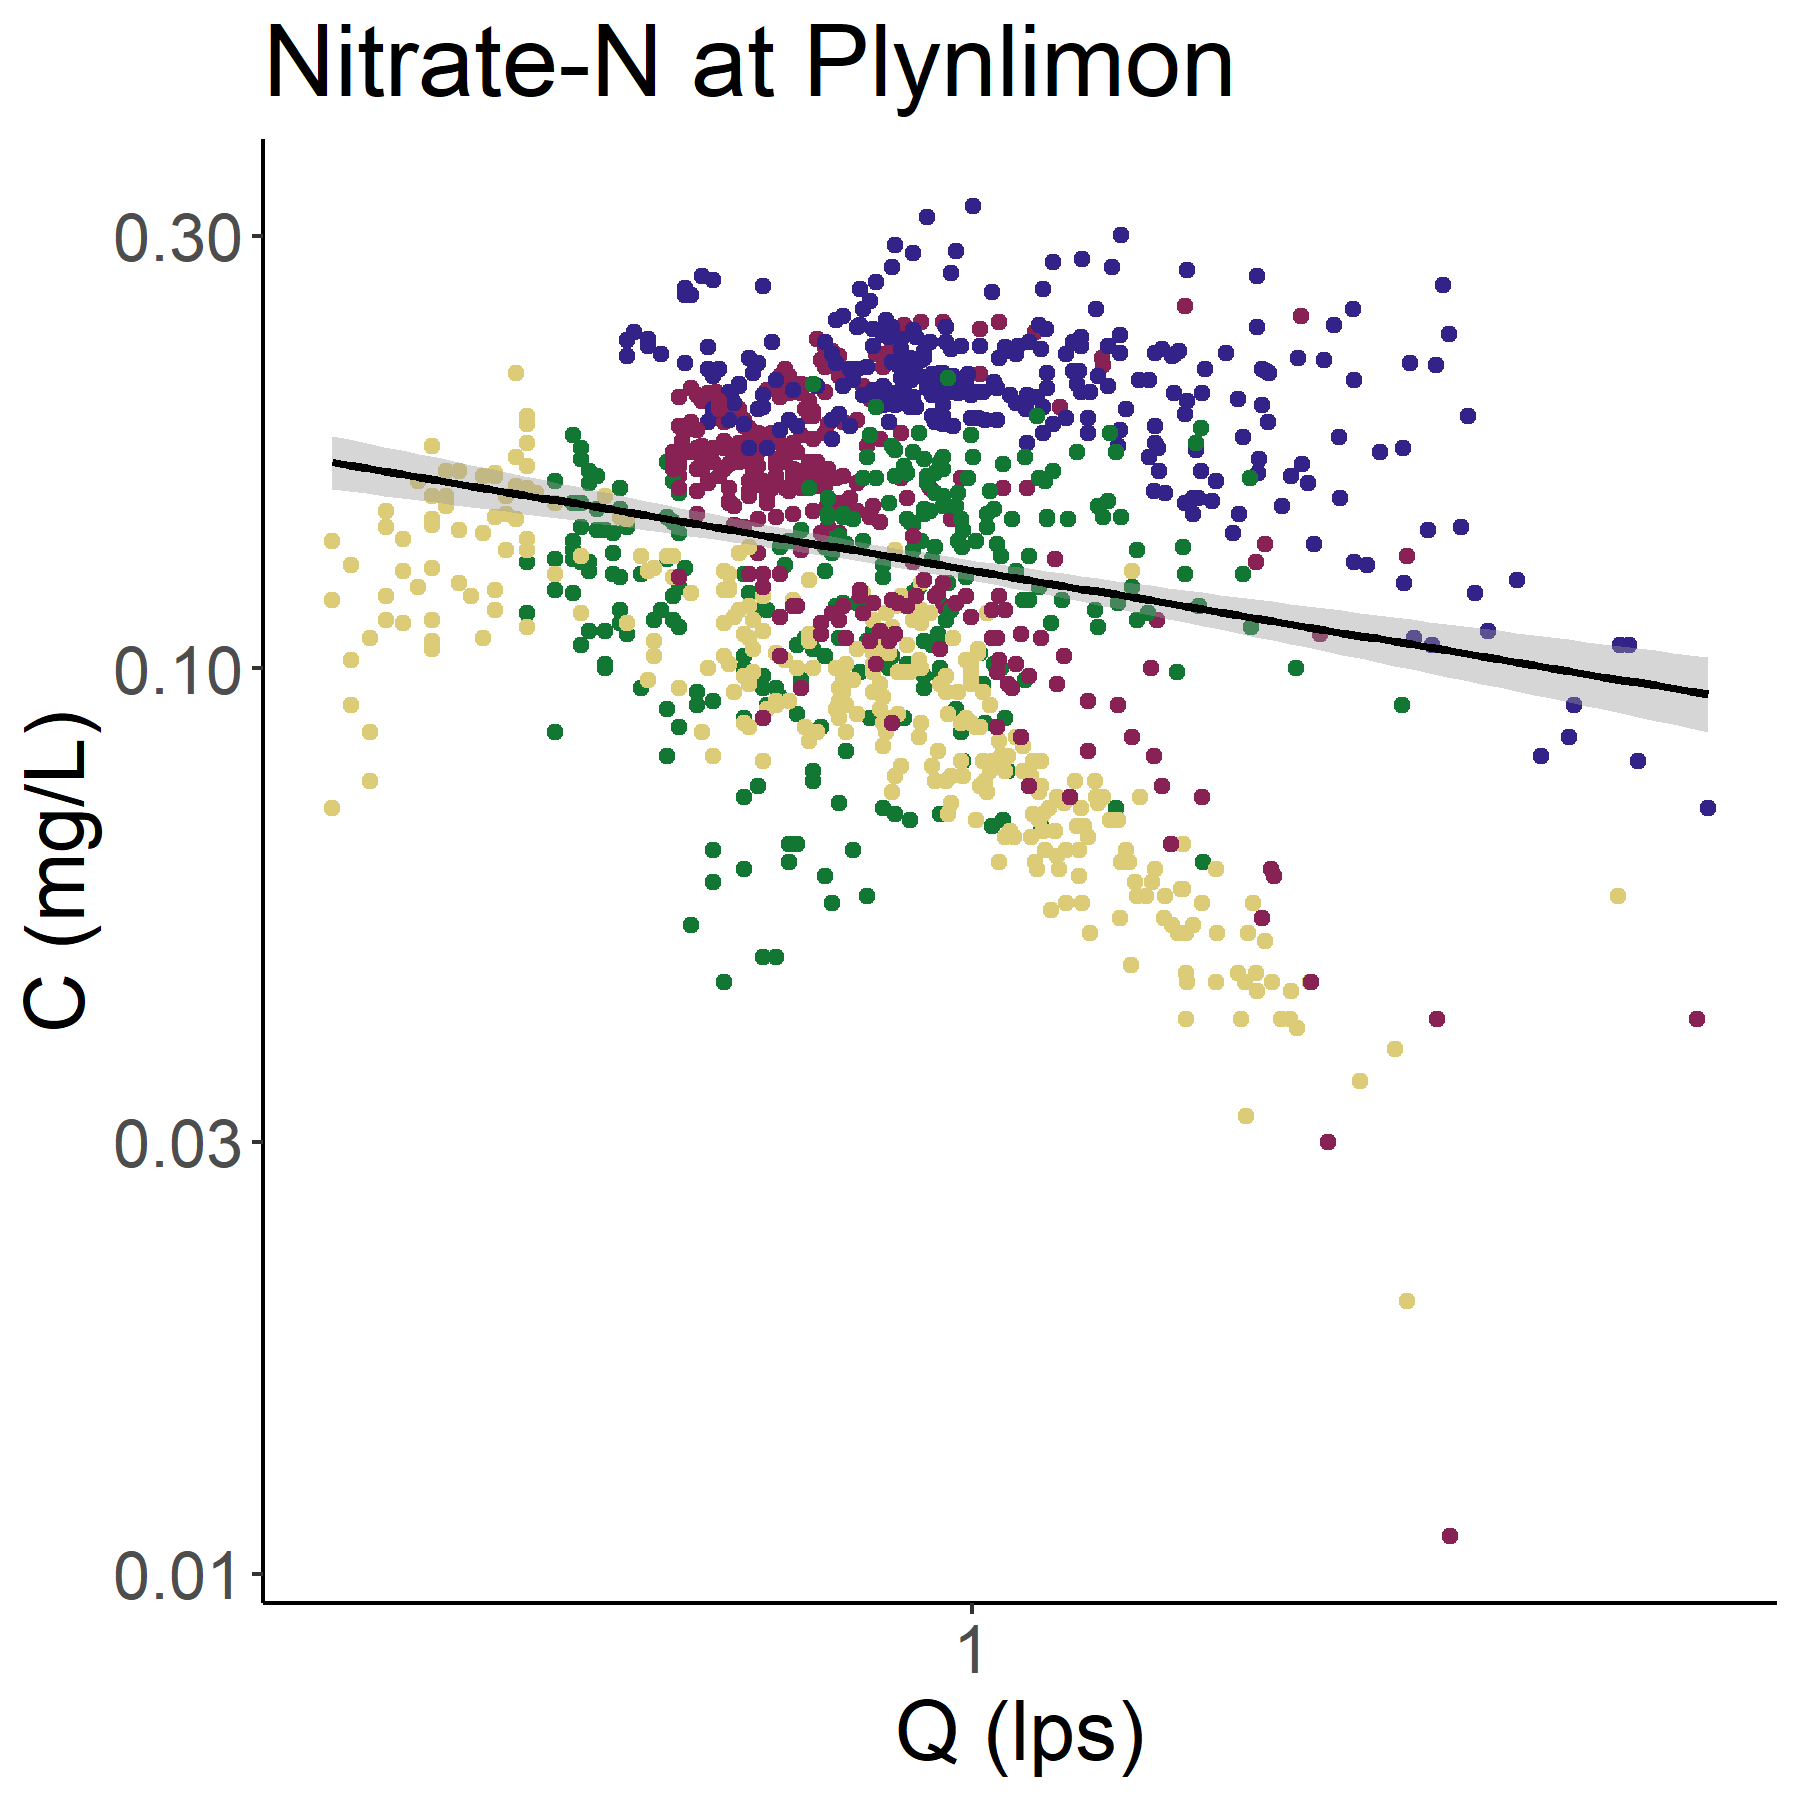 Nitrate-N at Plynlimon
0.30
0.10
0.03
0.01
C (mg/L)
1
Q (lps)